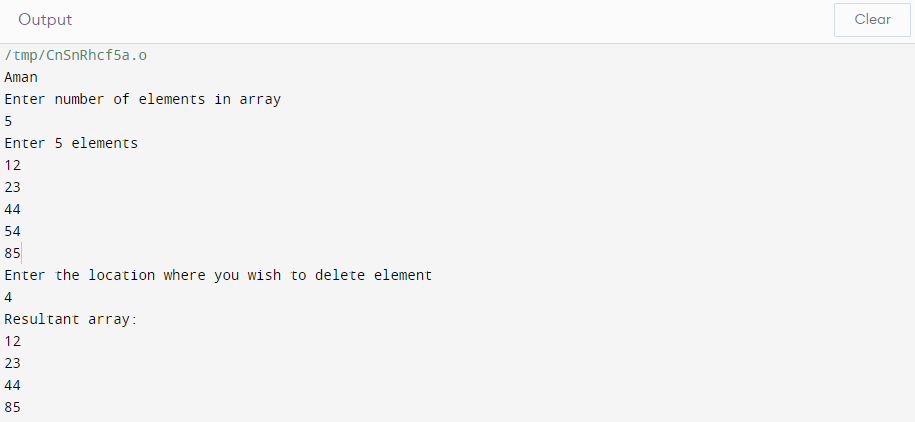 Output
Clear
/tmp/CnSnRhcf5a.o
Aman
Enter number of elements in array
5
Enter 5 elements
12
23
44
54
85
Enter the location where you wish to delete element
4
Resultant array:
12
23
44
85